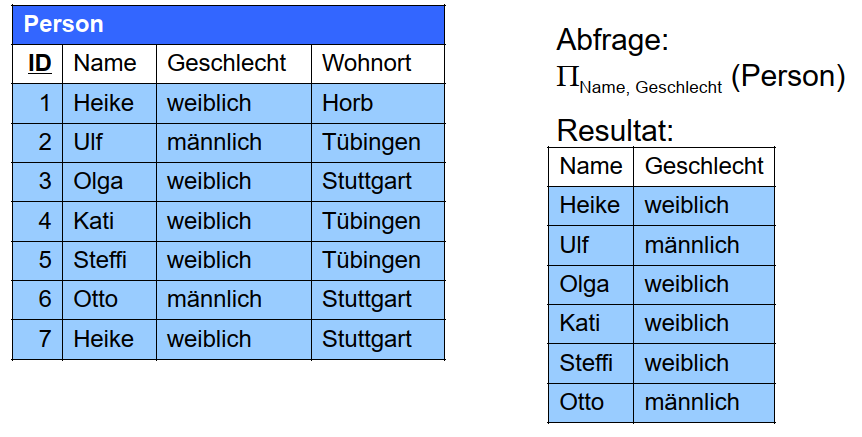 Person
ID Name Geschlecht Wohnort
1 Heike weiblich Horb
2 Ulf männlich Tübingen
3 Olga weiblich Stuttgart
4 Kati weiblich Tübingen
5 Steffi weiblich Tübingen
6 Otto männlich Stuttgart
7 Heike weiblich Stuttgart
Abfrage:
Π Name, Geschlecht (Person)
Resultat:
Name Geschlecht
Heike weiblich
Ulf männlich
Olga weiblich
Kati weiblich
Steffi weiblich
Otto männlich